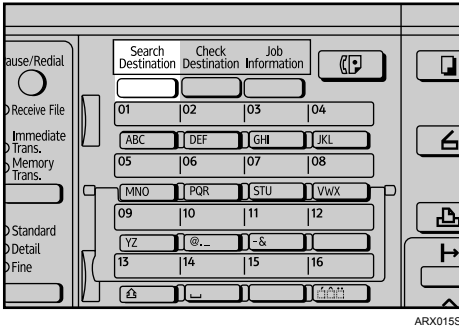 Search Destination
Check Destination
Job Information
ause/Redial
Receive File
Immediate Trans.
Memory Trans.
Standard
Detail
Fine
01 02 03 04
ABC DEF GHI JKL
05 06 07 08
MNO PQR STU VWX
09 10 11 12
YZ @._ -&
13 14 15 16
ARX015S